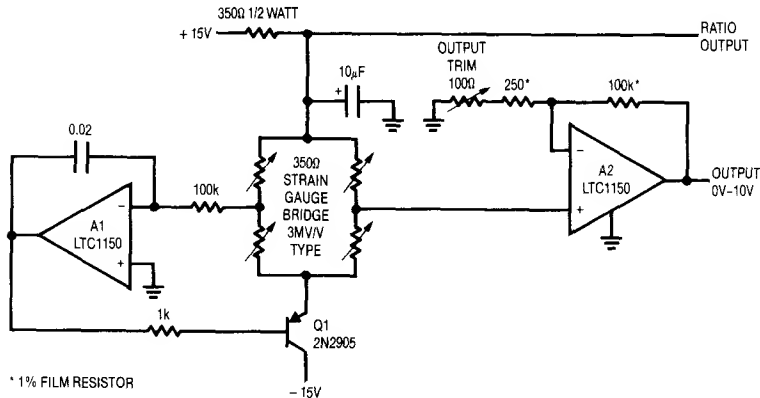 350Ω 1/2 WATT
+ 15V
RATIO
OUTPUT
OUTPUT
TRIM
100Ω
250*
100k*
10µF
+
0.02
350Ω
STRAIN
GAUGE
BRIDGE
3MV/V
TYPE
100k
−
A1
LTC1150
+
−
A2
LTC1150
+
OUTPUT
0V–10V
1k
Q1
2N2905
– 15V
* 1% FILM RESISTOR